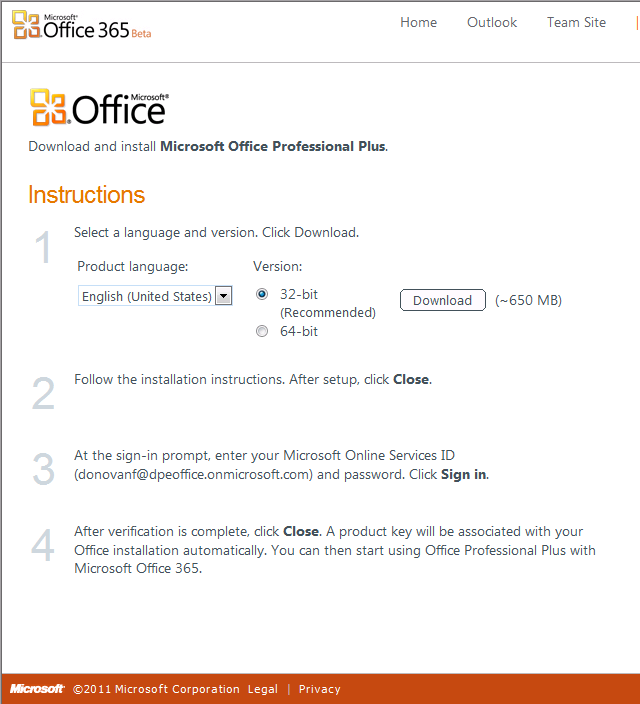 Microsoft®
Office 365 Beta
Home Outlook Team Site
Microsoft®
Office
Download and install Microsoft Office Professional Plus.
Instructions
1 Select a language and version. Click Download.
Product language: Version:
English (United States) 32-bit Download (~650 MB)
(Recommended)
64-bit
2 Follow the installation instructions. After setup, click Close.
3 At the sign-in prompt, enter your Microsoft Online Services ID
(donovanf@dpeoffice.onmicrosoft.com) and password. Click Sign in.
4 After verification is complete, click Close. A product key will be associated with your
Office installation automatically. You can then start using Office Professional Plus with
Microsoft Office 365.
Microsoft ©2011 Microsoft Corporation Legal | Privacy